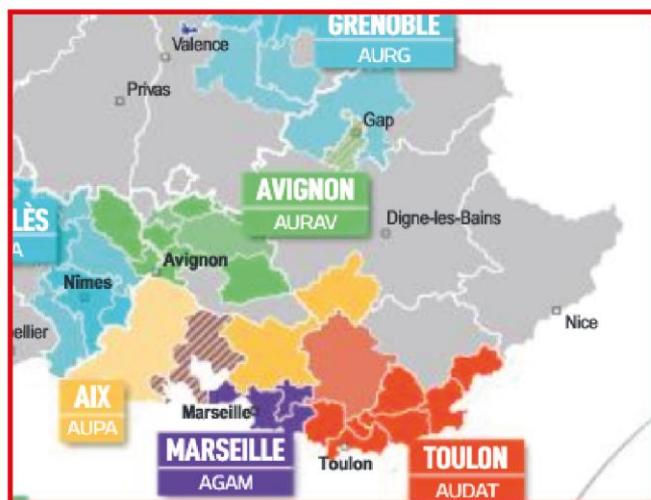 GRENOBLE
AURG
Valence
Privas
Gap
AVIGNON
AURAV
LÈS
A
Digne-les-Bains
Avignon
Nîmes
Nice
ellier
AIX
AUPA
Marseille
MARSEILLE
AGAM
Toulon
TOULON
AUDAT